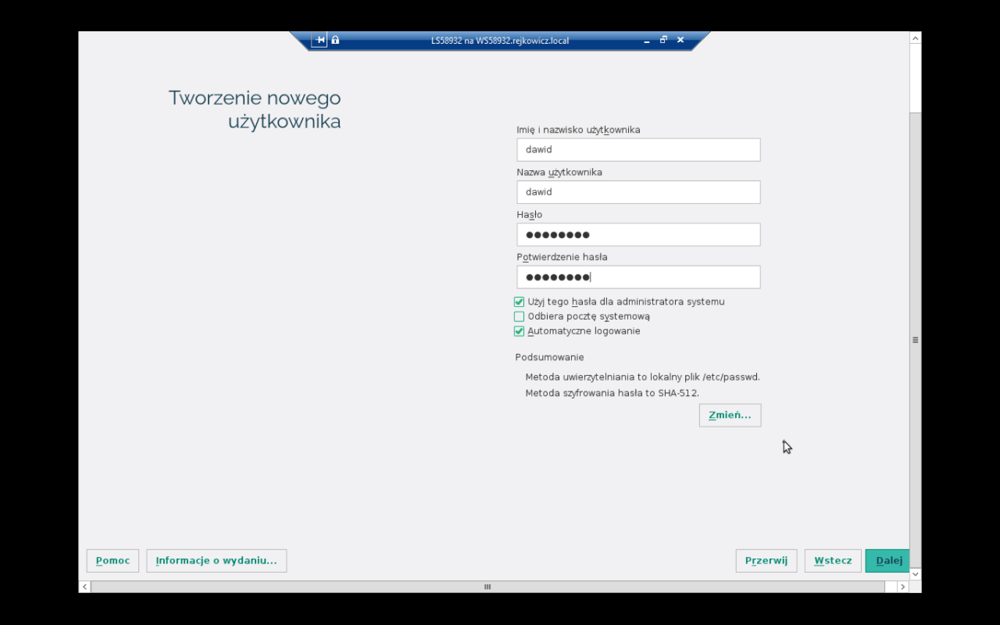 LS58932 na WS58932.rejkowicz.local
Tworzenie nowego
użytkownika
Imię i nazwisko użytkownika
dawid
Nazwa użytkownika
dawid
Hasło
●●●●●●●●
Potwierdzenie hasła
●●●●●●●●
Użyj tego hasła dla administratora systemu
Odbiera pocztę systemową
Automatyczne logowanie
Podsumowanie
Metoda uwierzytelniania to lokalny plik /etc/passwd.
Metoda szyfrowania hasła to SHA-512.
Zmień...
Pomoc
Informacje o wydaniu...
Przerwij
Wstecz
Dalej